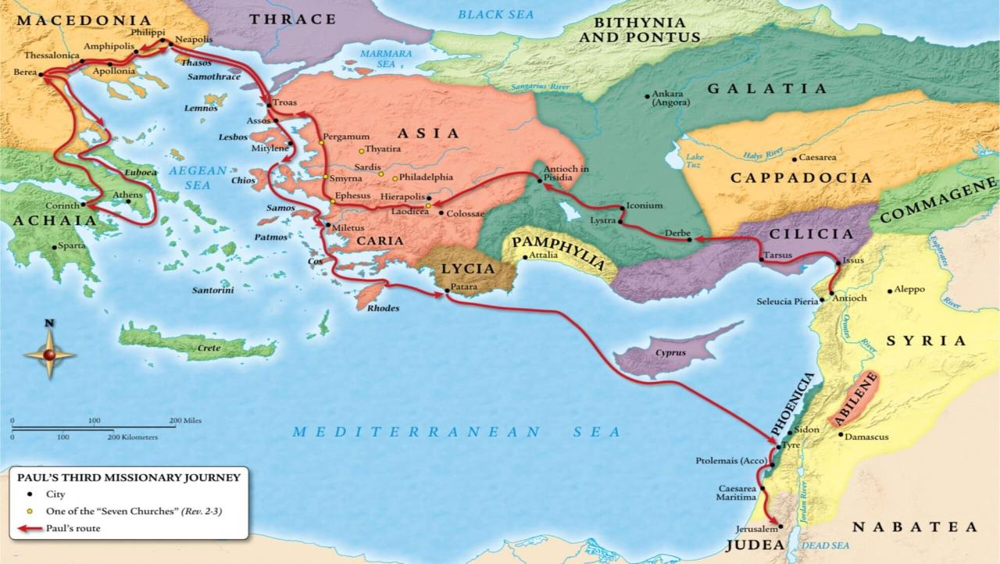 MACEDONIA
THRACE
BLACK SEA
BITHYNIA
AND PONTUS
Philippi
Neapolis
Amphipolis
Thessalonica
Apollonia
Berea
Thasos
Samothrace
MARMARA
SEA
Sangarius River
GALATIA
Ankara
(Angora)
Lemnos
Troas
Assos
ASIA
Lesbos
Mitylene
Pergamum
Thyatira
Halys River
Caesarea
Lake
Tuz
CAPPADOCIA
COMMAGENE
AEGEAN
SEA
Euboea
Chios
Sardis
Smyrna
Philadelphia
Antioch in
Pisidia
Athens
Corinth
Ephesus
Hierapolis
Laodicea
Colossae
Iconium
Lystra
Derbe
ACHAIA
Samos
Patmos
Miletus
CARIA
CILICIA
Tarsus
Issus
Euphrates
River
Sparta
Cos
LYCIA
PAMPHYLIA
Attalia
Patara
Santorini
Rhodes
Seleucia Pieria
Antioch
Aleppo
N
Crete
Cyprus
Orontes
River
SYRIA
PHOENICIA
ABILENE
0 100 200 Miles
0 100 200 Kilometers
MEDITERRANEAN SEA
Sidon
Damascus
Tyre
Ptolemais (Acco)
Caesarea
Maritima
Jordan River
Jerusalem
JUDEA
DEAD SEA
NABATEA
PAUL'S THIRD MISSIONARY JOURNEY
City
One of the “Seven Churches” (Rev. 2-3)
Paul's route